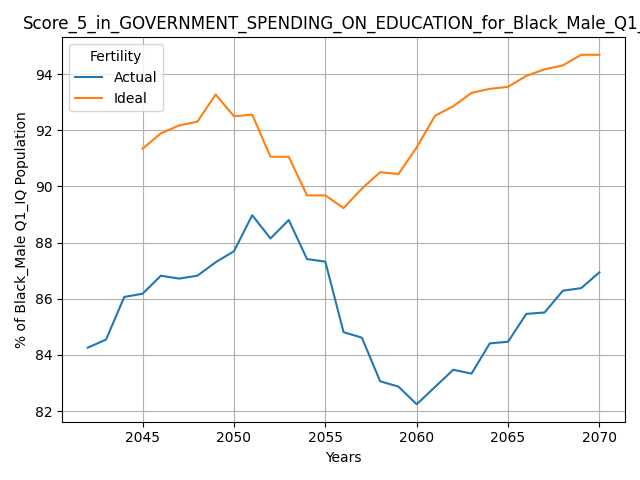 Score_5_in_GOVERNMENT_SPENDING_ON_EDUCATION_for_Black_Male_Q1_
Fertility
Actual
Ideal
% of Black_Male Q1_IQ Population
94
92
90
88
86
84
82
2045 2050 2055 2060 2065 2070
Years